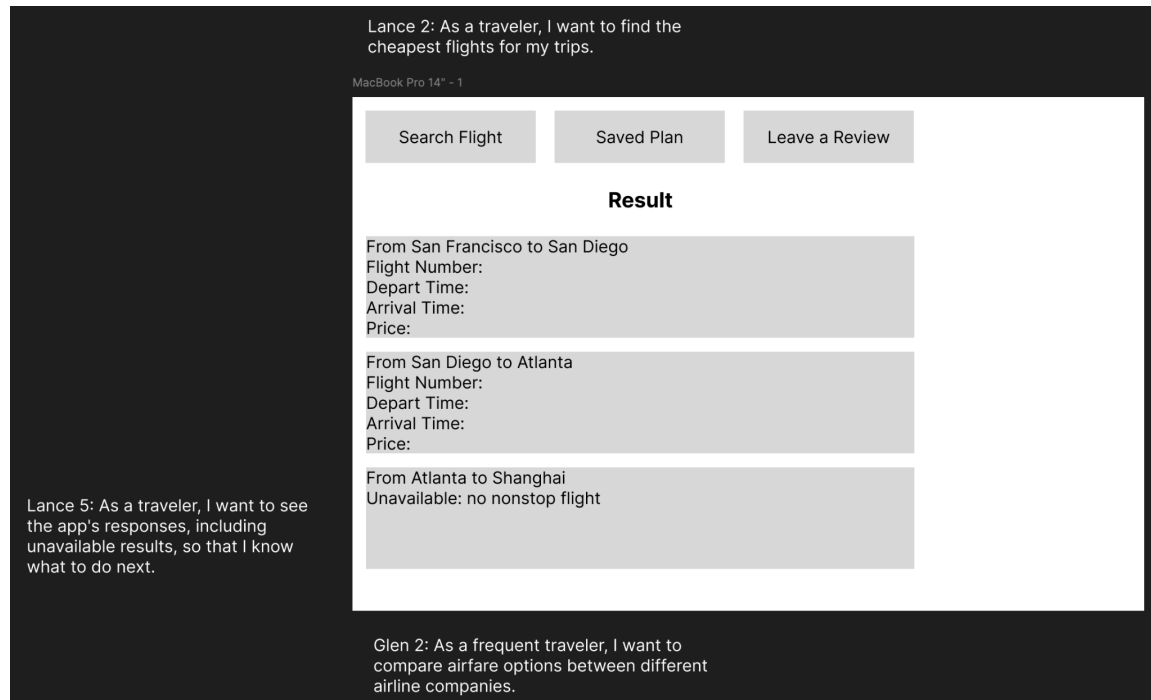 Lance 2: As a traveler, I want to find the
cheapest flights for my trips.
MacBook Pro 14" - 1
Search Flight
Saved Plan
Leave a Review
Result
From San Francisco to San Diego
Flight Number:
Depart Time:
Arrival Time:
Price:
From San Diego to Atlanta
Flight Number:
Depart Time:
Arrival Time:
Price:
From Atlanta to Shanghai
Unavailable: no nonstop flight
Lance 5: As a traveler, I want to see
the app's responses, including
unavailable results, so that I know
what to do next.
Glen 2: As a frequent traveler, I want to
compare airfare options between different
airline companies.